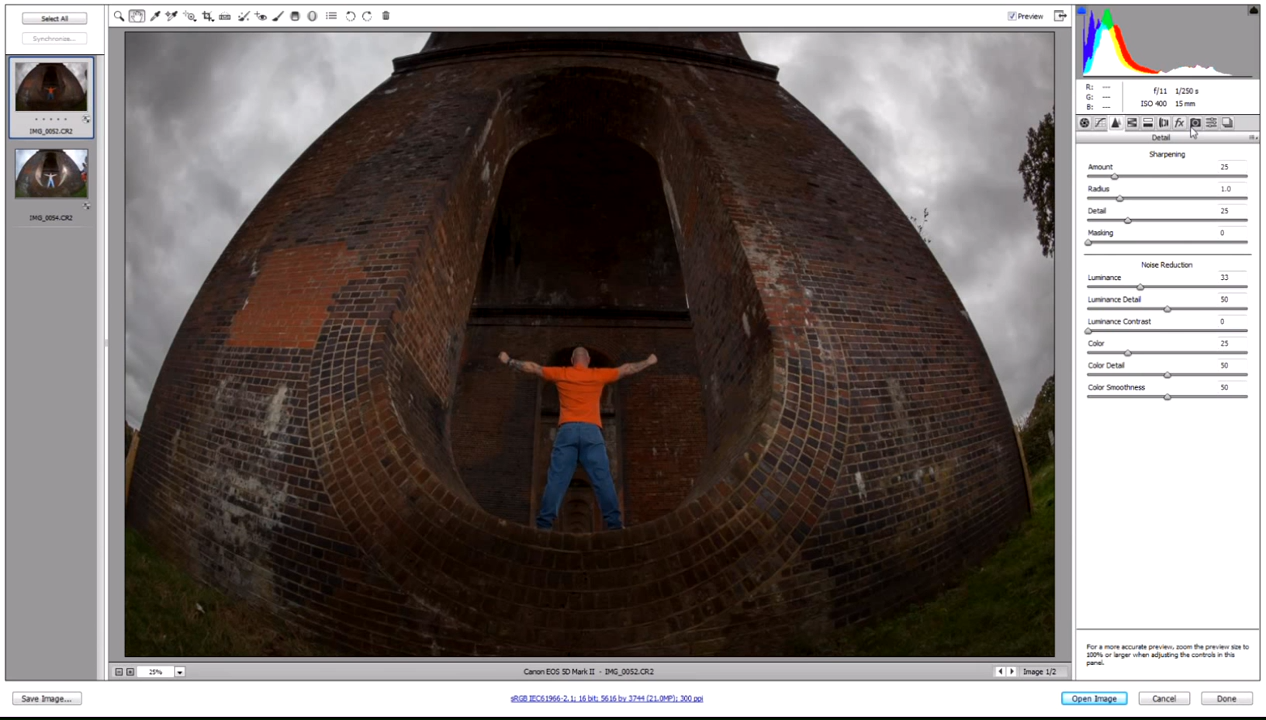 Select All
Synchronize...
IMG_0052.CR2
IMG_0054.CR2
Preview
R: ---
G: ---
B: ---
f/11 1/250 s
ISO 400 15 mm
Detail
Sharpening
Amount 25
Radius 1.0
Detail 25
Masking 0
Noise Reduction
Luminance 33
Luminance Detail 50
Luminance Contrast 0
Color 25
Color Detail 50
Color Smoothness 50
For a more accurate preview, zoom the preview size to
100% or larger when adjusting the controls in this
panel.
25%
Canon EOS 5D Mark II - IMG_0052.CR2
Image 1/2
Save Image...
sRGB IEC61966-2.1; 16 bit; 5616 by 3744 (21.0MP); 300 ppi
Open Image
Cancel
Done